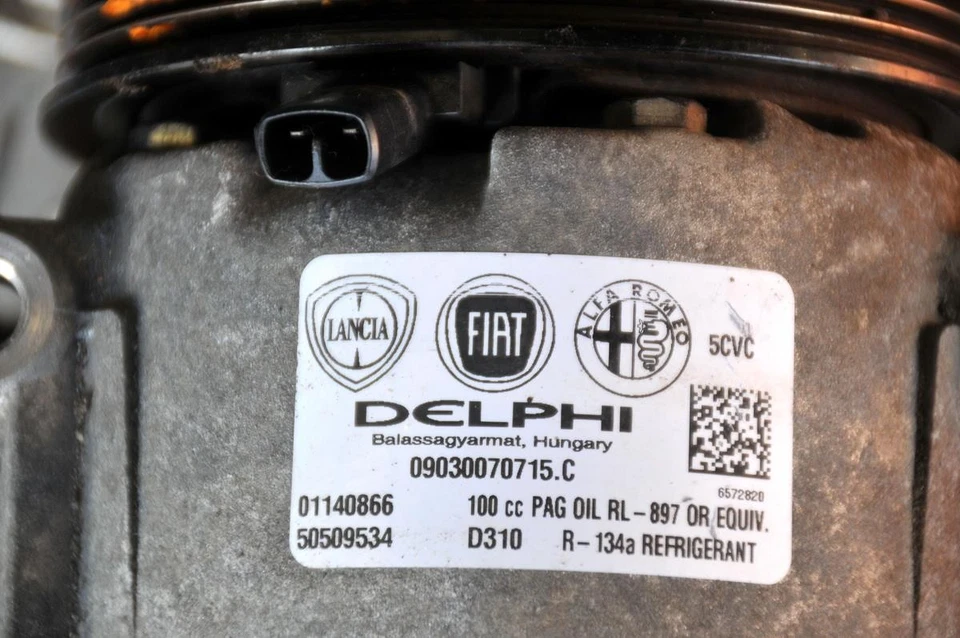 LANCIA
FIAT
ALFA ROMEO
5CVC
DELPHI
Balassagyarmat, Hungary
09030070715.C
6572820
01140866 100 cc PAG OIL RL-897 OR EQUIV.
50509534 D310 R-134a REFRIGERANT